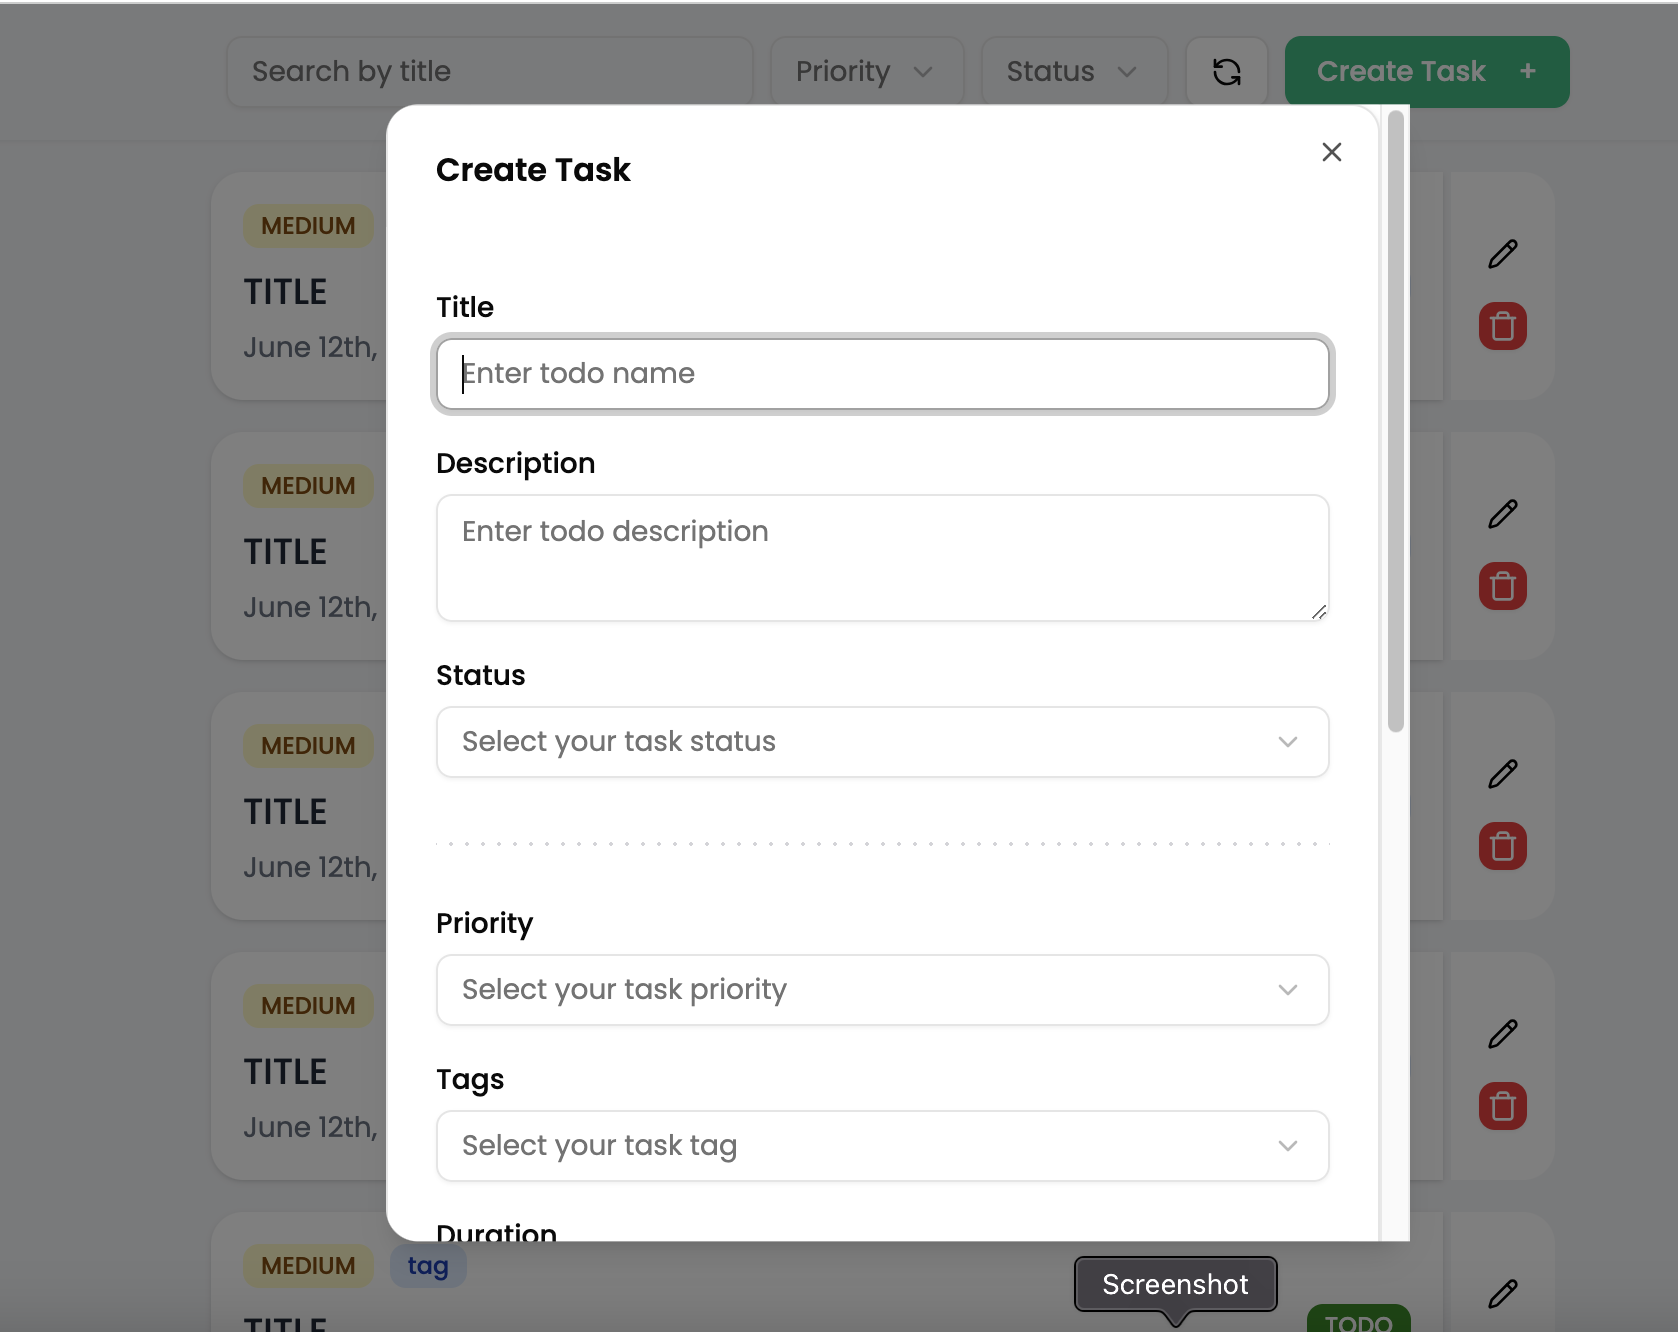 Search by title
Priority
Status
Create Task +
Create Task
MEDIUM
TITLE
June 12th,
Title
Enter todo name
Description
Enter todo description
MEDIUM
TITLE
June 12th,
Status
Select your task status
MEDIUM
TITLE
June 12th,
Priority
Select your task priority
Tags
Select your task tag
MEDIUM
TITLE
June 12th,
Duration
MEDIUM
tag
Screenshot
TITLE
TODO